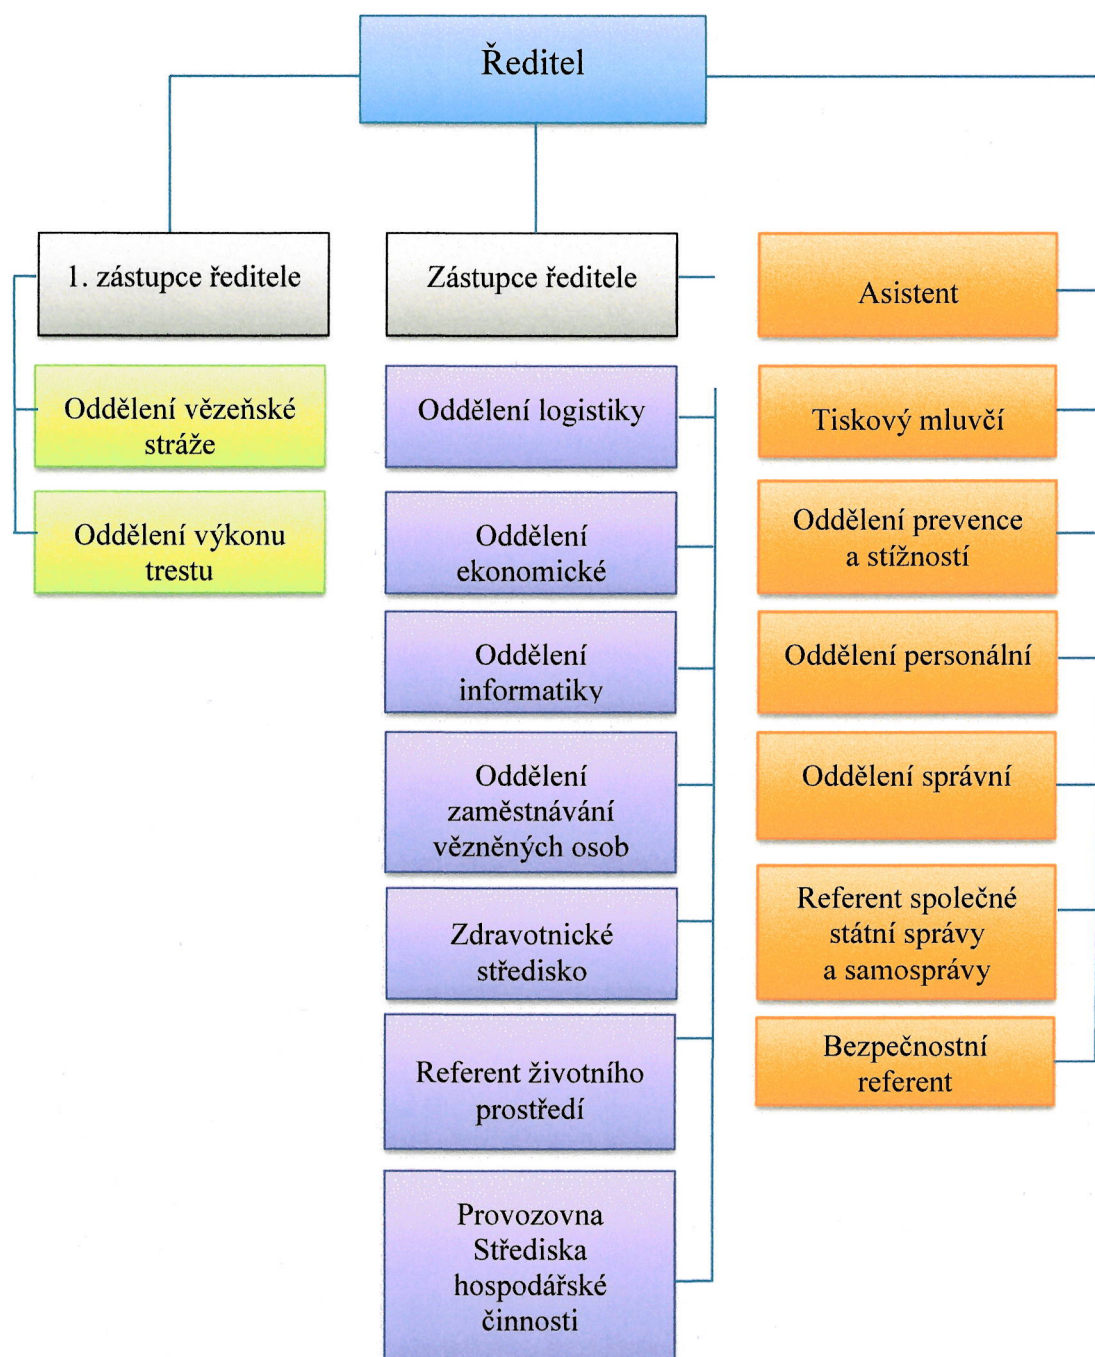 Ředitel
1. zástupce ředitele
Oddělení vězeňské
stráže
Oddělení výkonu
trestu
Zástupce ředitele
Oddělení logistiky
Oddělení
ekonomické
Oddělení
informatiky
Oddělení
zaměstnávání
vězněných osob
Zdravotnické
středisko
Referent životního
prostředí
Provozovna
Střediska
hospodářské
činnosti
Asistent
Tiskový mluvčí
Oddělení prevence
a stížností
Oddělení personální
Oddělení správní
Referent společné
státní správy
a samosprávy
Bezpečnostní
referent